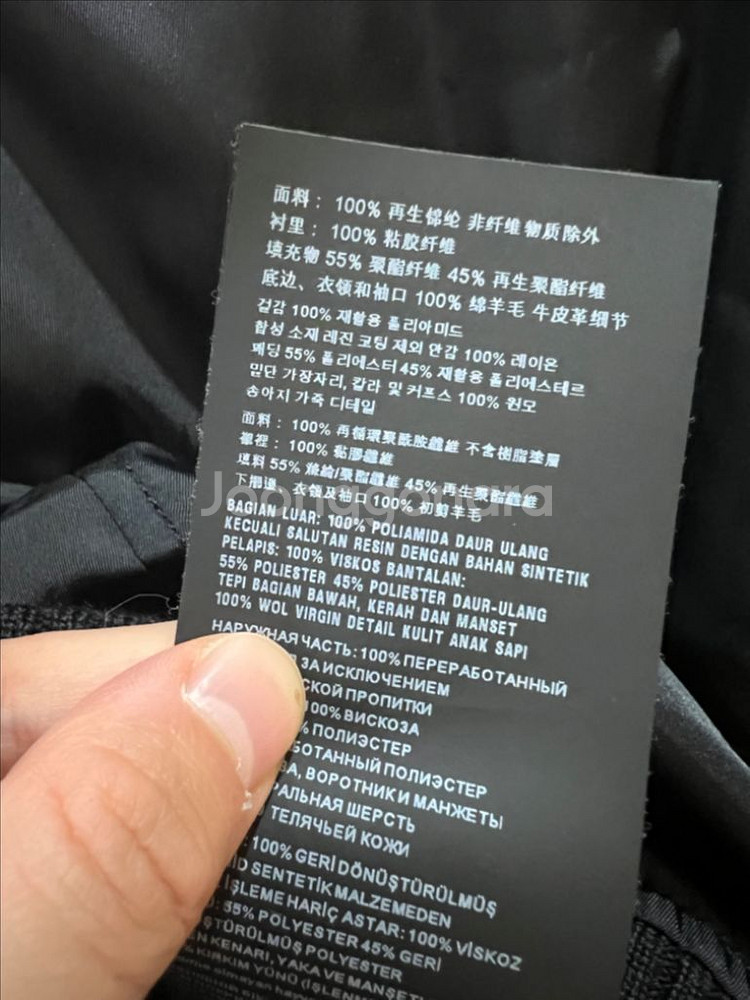 面料： 100% 再生锦纶 非纤维物质除外
衬里： 100% 粘胶纤维
填充物 55% 聚酯纤维 45% 再生聚酯纤维
底边、衣领和袖口 100% 绵羊毛 牛皮革细节
겉감 100% 재활용 폴리아미드
합성 소재 레진 코팅 제외 안감 100% 레이온
패딩 55% 폴리에스터 45% 재활용 폴리에스테르
밑단 가장자리, 칼라 및 커프스 100% 원모
송아지 가죽 디테일
面料： 100% 再循環聚酰胺纖維 不含樹脂塗層
襯裡： 100% 黏膠纖維
填料 55% 聚酯纖維 45% 再生聚酯纖維
下擺邊、衣領及袖口 100% 初剪羊毛
Joonggonara
BAGIAN LUAR: 100% POLIAMIDA DAUR ULANG
KECUALI SALUTAN RESIN DENGAN BAHAN SINTETIK
PELAPIS: 100% VISKOS BANTALAN:
55% POLIESTER 45% POLIESTER DAUR-ULANG
TEPI BAGIAN BAWAH, KERAH DAN MANSET
100% WOL VIRGIN DETAIL KULIT ANAK SAPI
НАРУЖНАЯ ЧАСТЬ: 100% ПЕРЕРАБОТАННЫЙ
ЗА ИСКЛЮЧЕНИЕМ
СКОЙ ПРОПИТКИ
100% ВИСКОЗА
% ПОЛИЭСТЕР
БОТАННЫЙ ПОЛИЭСТЕР
ВА, ВОРОТНИК И МАНЖЕТЫ
РАЛЬНАЯ ШЕРСТЬ
ТЕЛЯЧЬЕЙ КОЖИ
: 100% GERİ DÖNÜŞTÜRÜLMÜŞ
İD SENTETİK MALZEMEDEN
İŞLEME HARİÇ ASTAR: 100% VİSKOZ
: 55% POLYESTER 45% GERİ
ŞTÜRÜLMÜŞ POLYESTER
EN KENARI, YAKA VE MANŞET
KIRKIM YÜNÜ (İŞLENM